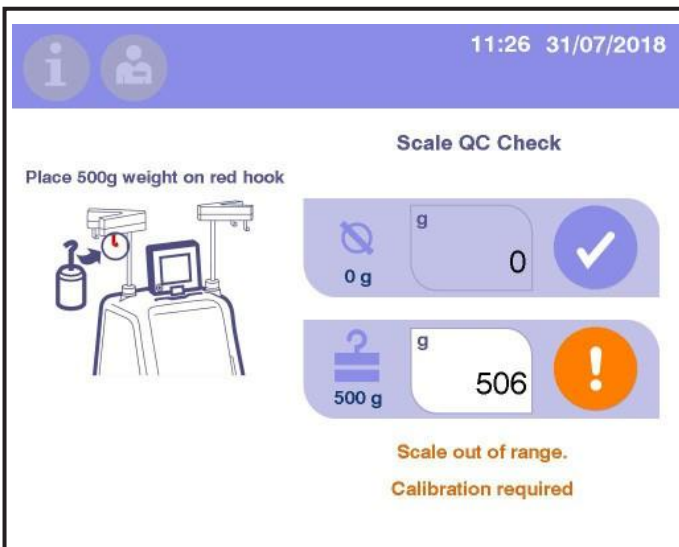 11:26 31/07/2018
Scale QC Check
Place 500g weight on red hook
g
0
0 g
g
506
500 g
Scale out of range.
Calibration required